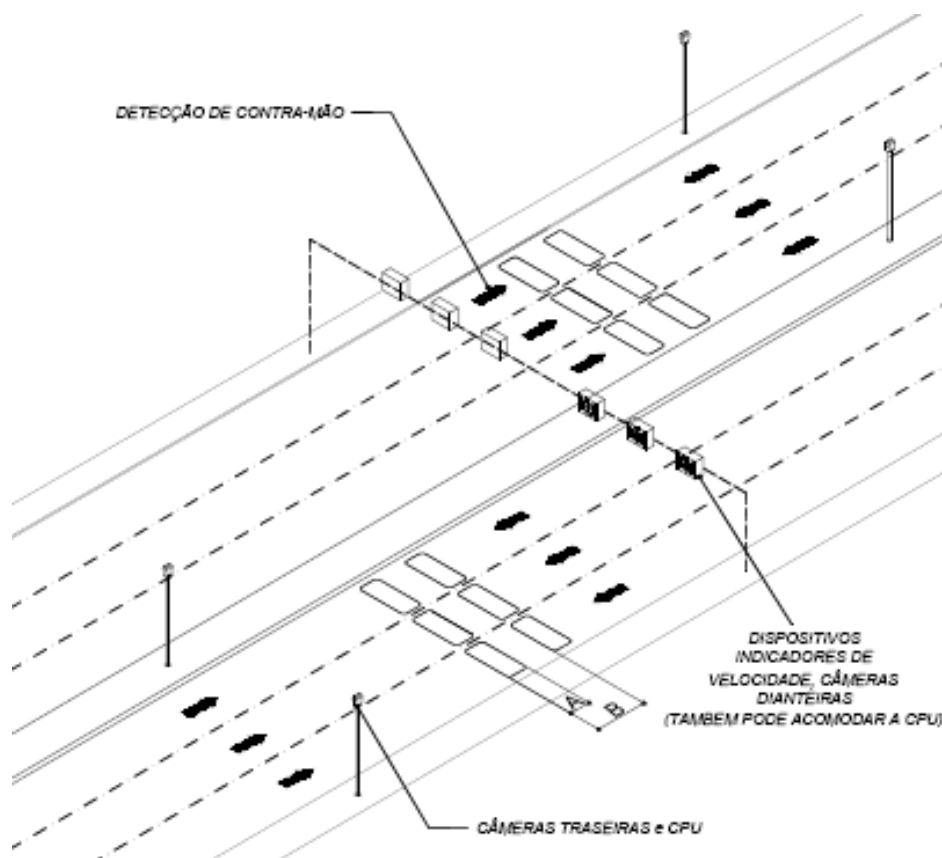 DETECÇÃO DE CONTRA-MÃO
DISPOSITIVOS
INDICADORES DE
VELOCIDADE, CÂMERAS
DIANTEIRAS
(TAMBEM PODE ACOMODAR A CPU)
A
B
CÂMERAS TRASEIRAS e CPU